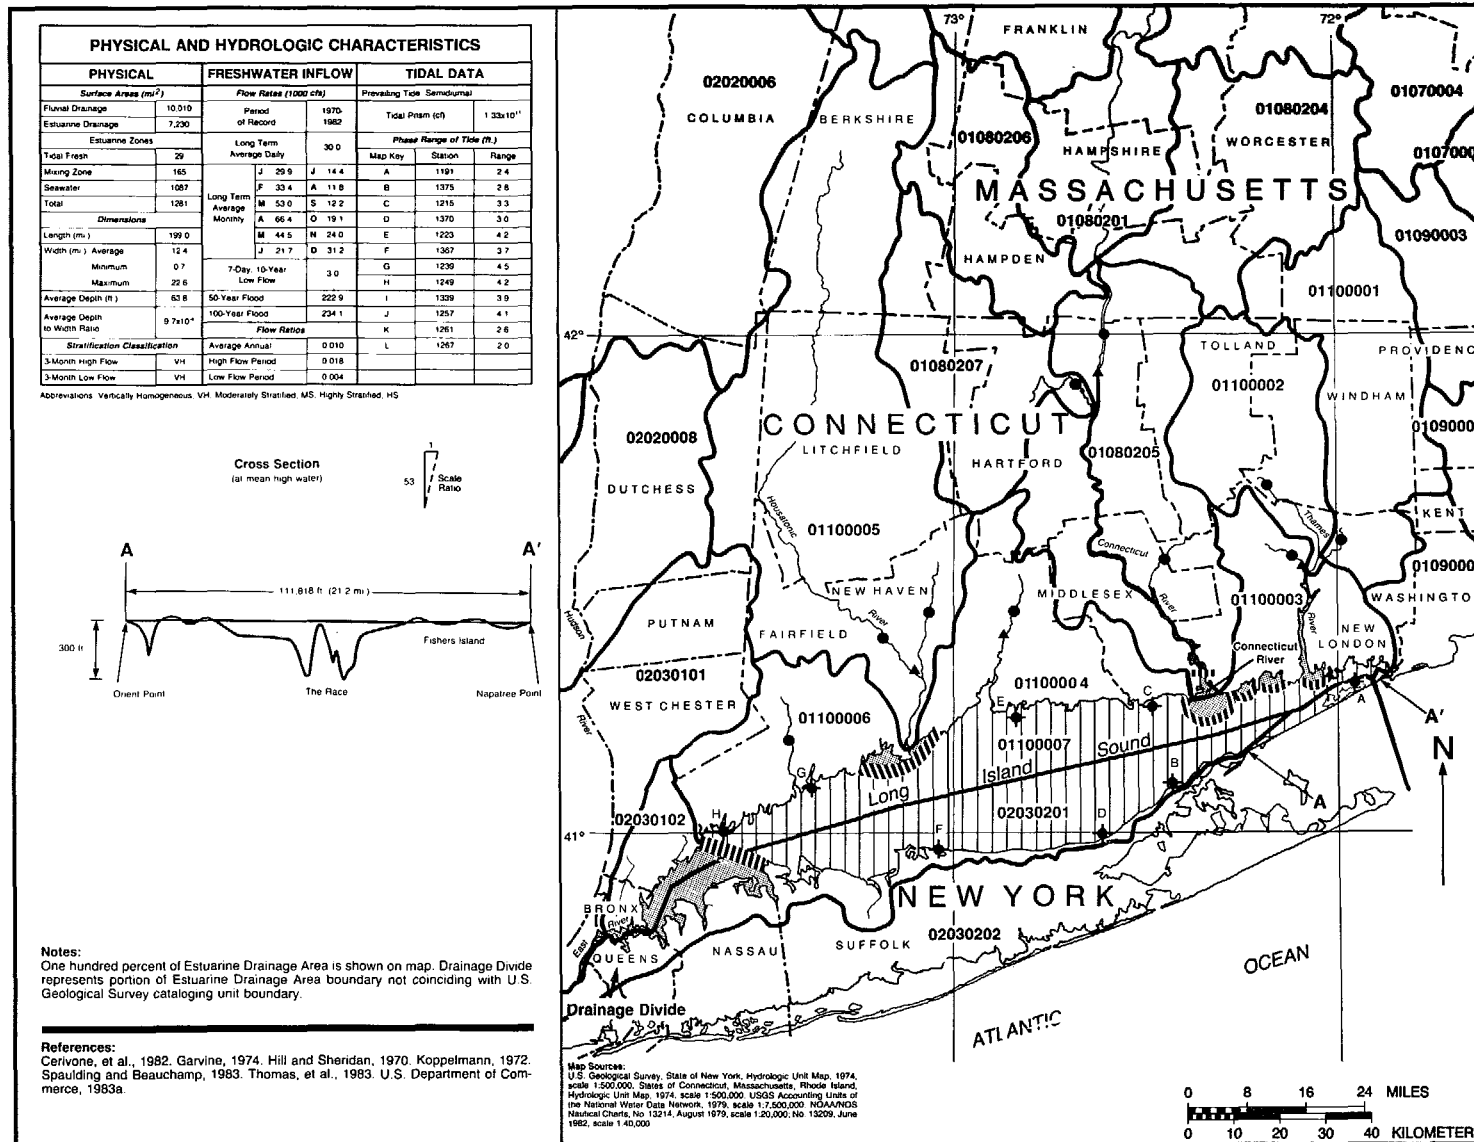 PHYSICAL AND HYDROLOGIC CHARACTERISTICS
PHYSICAL FRESHWATER INFLOW TIDAL DATA
Surface Areas (mi²) Flow Rates (1000 cfs) Prevailing Tide Semidiurnal
Fluvial Drainage 10,010
Estuarine Drainage 7,230
Period of Record 1970-1982
Tidal Prism (cf) 1.33x10¹¹
Estuarine Zones
Long Term Average Daily 30.0
Phase Range of Tide (ft.)
Map Key Station Range
Tidal Fresh 29
Mixing Zone 165
Seawater 1087
Total 1281
Dimensions
Length (mi.) 199.0
Width (mi.) Average 12.4
Minimum 0.7
Maximum 22.6
Average Depth (ft.) 63.8
Average Depth to Width Ratio 9.7x10⁻⁴
Stratification Classification
3-Month High Flow VH
3-Month Low Flow VH
Long Term Average Monthly
J 29.9 J 14.4
F 33.4 A 11.8
M 53.0 S 12.2
A 66.4 O 19.1
M 44.5 N 24.0
J 21.7 D 31.2
7-Day, 10-Year Low Flow 3.0
50-Year Flood 222.9
100-Year Flood 234.1
Flow Ratios
Average Annual 0.010
High Flow Period 0.018
Low Flow Period 0.004
A 1191 2.4
B 1375 2.8
C 1215 3.3
D 1370 3.0
E 1223 4.2
F 1367 3.7
G 1239 4.5
H 1249 4.2
I 1339 3.9
J 1257 4.1
K 1261 2.6
L 1267 2.0
Abbreviations: Vertically Homogeneous, VH. Moderately Stratified, MS. Highly Stratified, HS
Cross Section
(at mean high water)
1
53
Scale
Ratio
A A'
111,818 ft (21.2 mi)
300 ft
Fishers Island
Orient Point
The Race
Napatree Point
Notes:
One hundred percent of Estuarine Drainage Area is shown on map. Drainage Divide
represents portion of Estuarine Drainage Area boundary not coinciding with U.S.
Geological Survey cataloging unit boundary.
References:
Cerivone, et al., 1982. Garvine, 1974. Hill and Sheridan, 1970. Koppelmann, 1972.
Spaulding and Beauchamp, 1983. Thomas, et al., 1983. U.S. Department of Com-
merce, 1983a.
73° 72°
FRANKLIN
02020006
COLUMBIA
BERKSHIRE
01080206
HAMPSHIRE
01080204
WORCESTER
01070004
MASSACHUSETTS
01080201
HAMPDEN
01090003
01100001
42°
TOLLAND
01100002
01080207
WINDHAM
CONNECTICUT
LITCHFIELD
HARTFORD
01080205
02020008
DUTCHESS
KENT
Housatonic
River
01100005
Connecticut
River
Thames
River
NEW HAVEN
MIDDLESEX
01100003
PUTNAM
FAIRFIELD
NEW
LONDON
Hudson
River
02030101
WEST CHESTER
Connecticut
River
01100006
01100004
E
C
A
A'
01100007
Long Island Sound
G
B
A
N
02030102
41°
H
F
02030201
D
BRONX
East
River
QUEENS
NASSAU
SUFFOLK
NEW YORK
02030202
Drainage Divide
ATLANTIC OCEAN
Map Sources:
U.S. Geological Survey, State of New York, Hydrologic Unit Map, 1974,
scale 1:500,000. States of Connecticut, Massachusetts, Rhode Island,
Hydrologic Unit Map, 1974, scale 1:500,000. USGS Accounting Units of
the National Water Data Network, 1979, scale 1:7,500,000. NOAA/NOS
Nautical Charts, No. 13214, August 1979, scale 1:20,000; No. 13209, June
1982, scale 1:40,000
0 8 16 24 MILES
0 10 20 30 40 KILOMETER